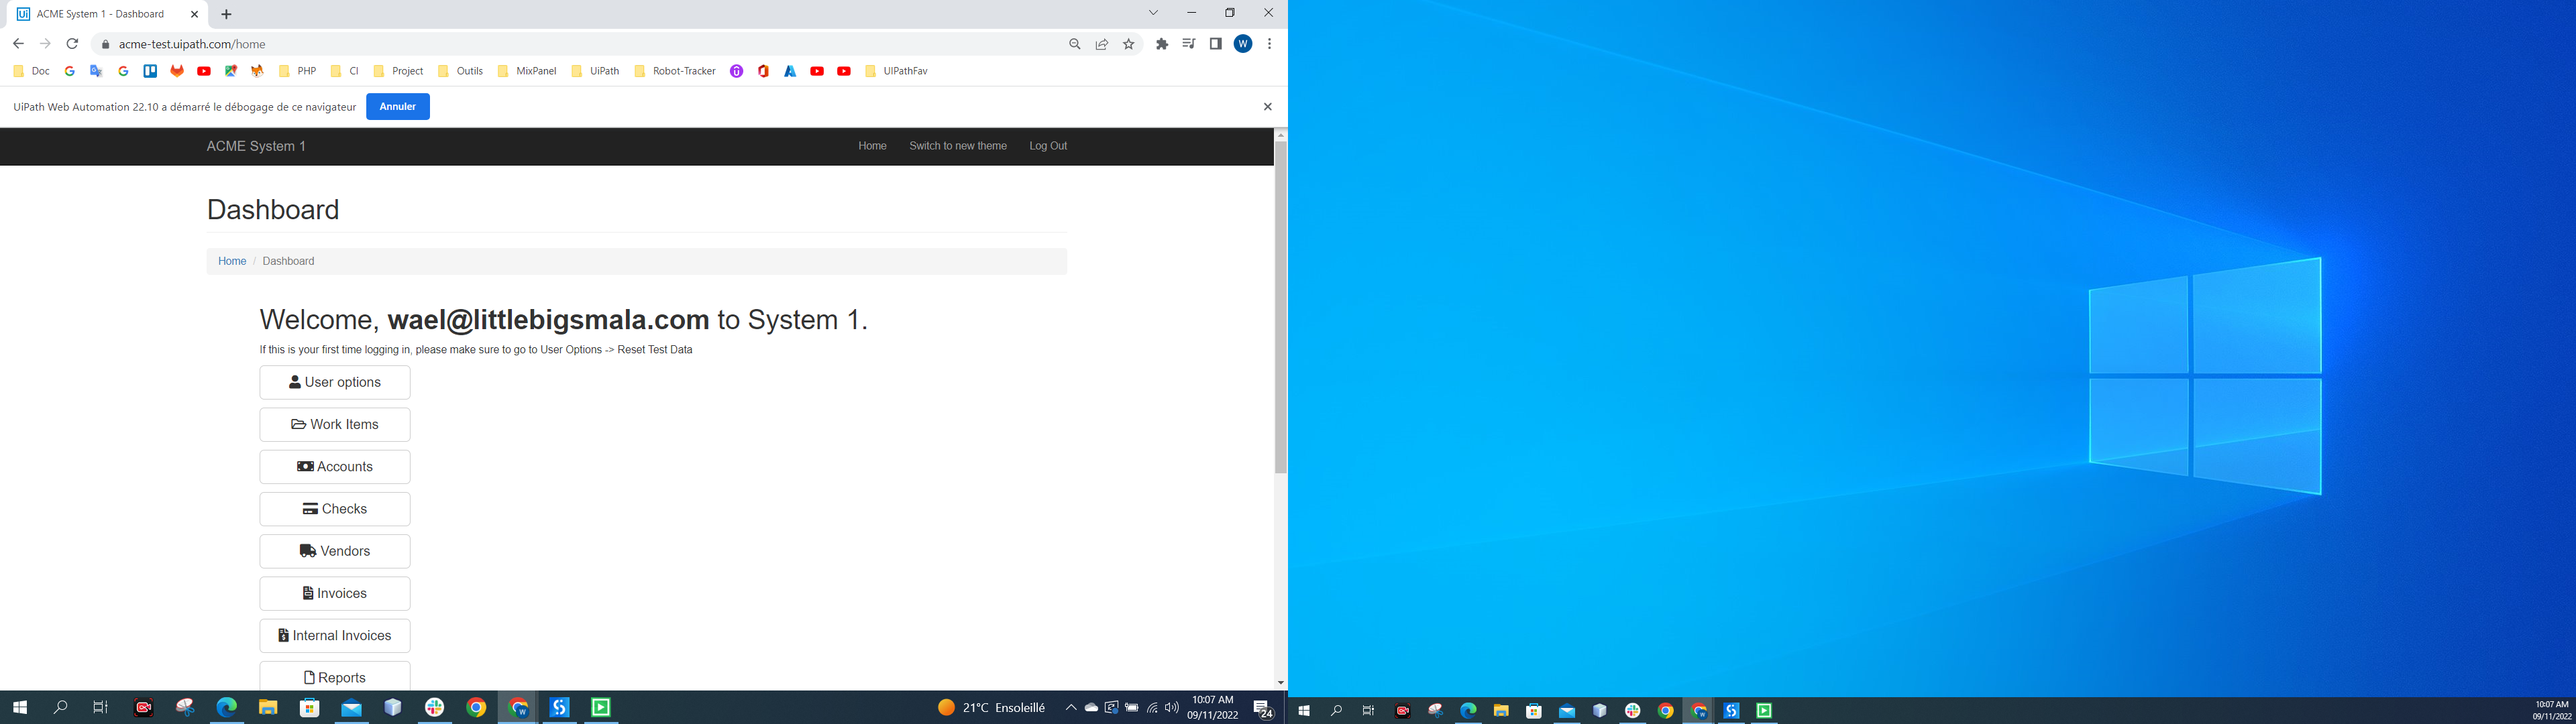 Ui ACME System 1 - Dashboard
acme-test.uipath.com/home
W
Doc PHP CI Project Outils MixPanel UiPath Robot-Tracker UIPathFav
UiPath Web Automation 22.10 a démarré le débogage de ce navigateur Annuler
ACME System 1 Home Switch to new theme Log Out
Dashboard
Home / Dashboard
Welcome, wael@littlebigsmala.com to System 1.
If this is your first time logging in, please make sure to go to User Options -> Reset Test Data
User options
Work Items
Accounts
Checks
Vendors
Invoices
Internal Invoices
Reports
21°C Ensoleillé
10:07 AM
09/11/2022
24
10:07 AM
09/11/2022